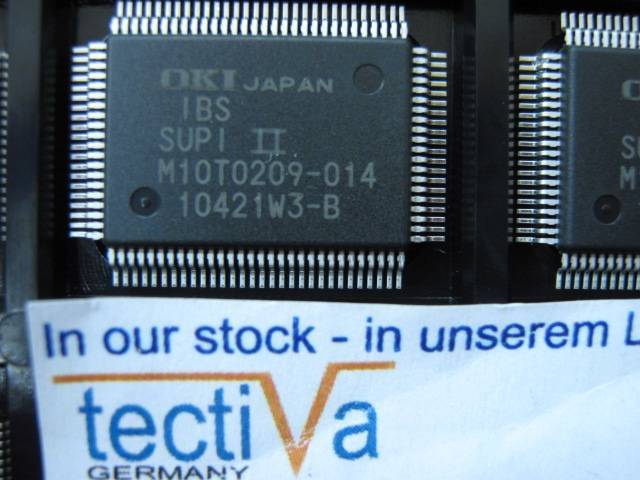 OKI JAPAN
IBS
SUPI II
M10T0209-014
10421W3-B
In our stock - in unserem L
tectiVa
GERMANY